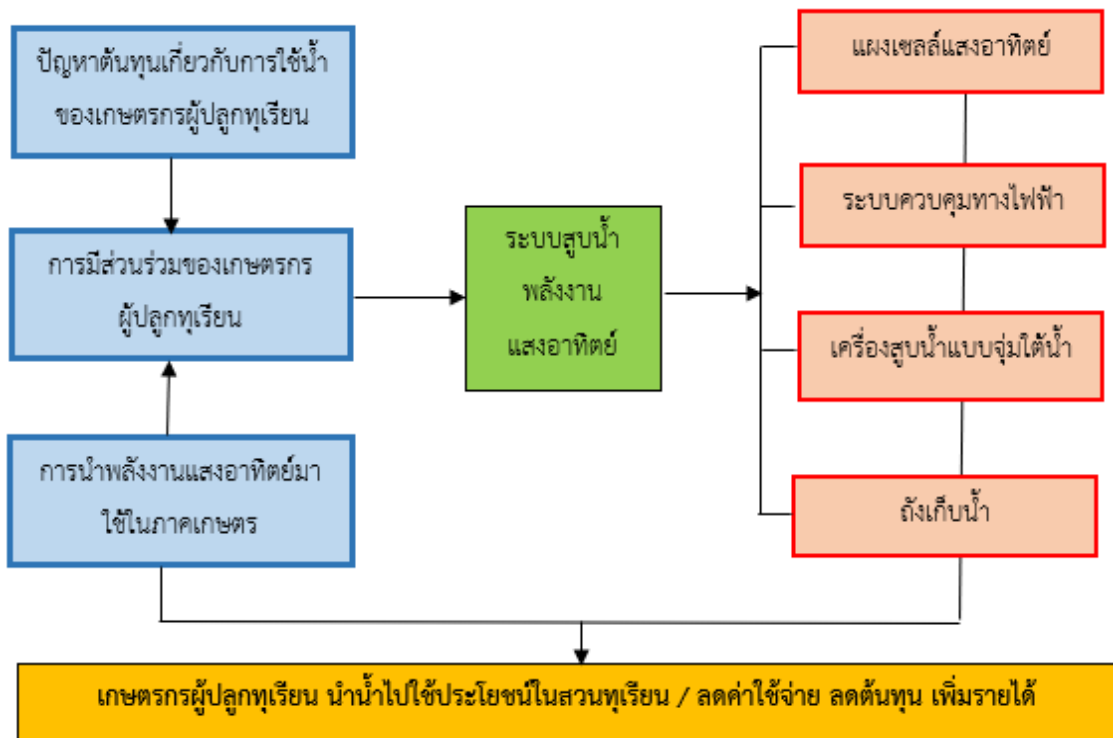 ปัญหาต้นทุนเกี่ยวกับการใช้น้ำ
ของเกษตรกรผู้ปลูกทุเรียน
การมีส่วนร่วมของเกษตรกร
ผู้ปลูกทุเรียน
การนำพลังงานแสงอาทิตย์มา
ใช้ในภาคเกษตร
ระบบสูบน้ำ
พลังงาน
แสงอาทิตย์
แผงเซลล์แสงอาทิตย์
ระบบควบคุมทางไฟฟ้า
เครื่องสูบน้ำแบบจุ่มใต้น้ำ
ถังเก็บน้ำ
เกษตรกรผู้ปลูกทุเรียน นำน้ำไปใช้ประโยชน์ในสวนทุเรียน / ลดค่าใช้จ่าย ลดต้นทุน เพิ่มรายได้